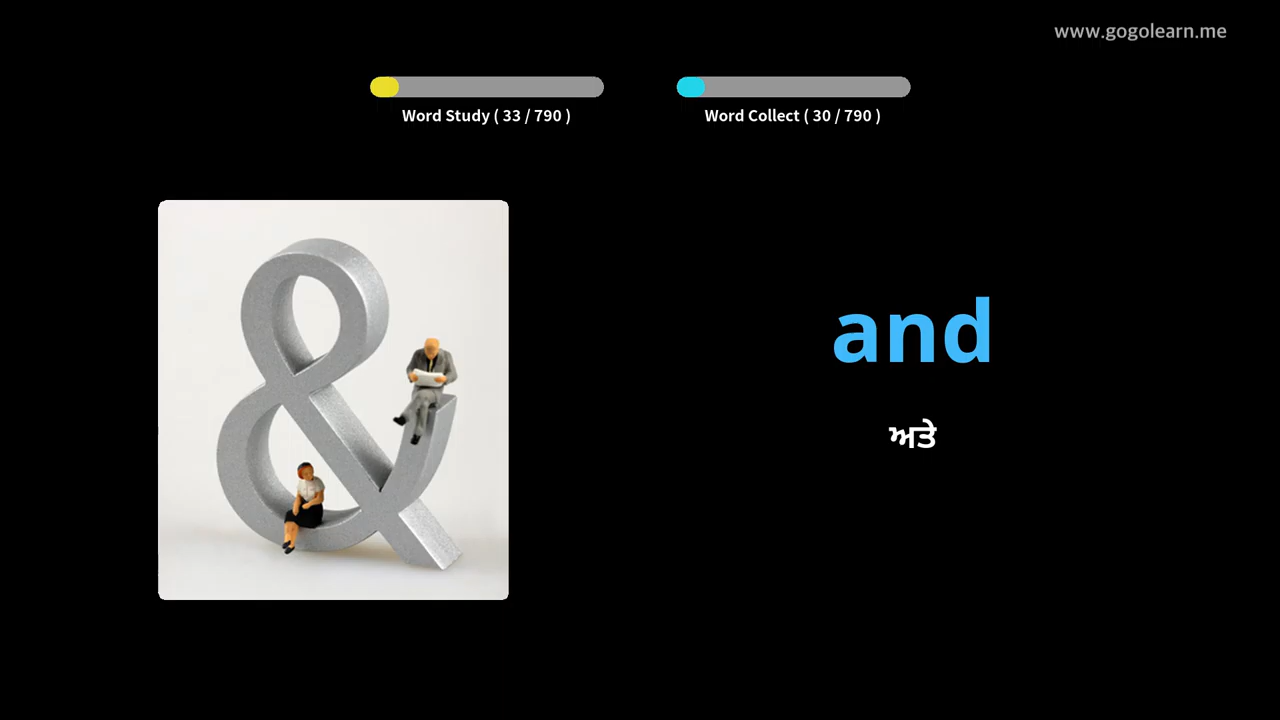 www.gogolearn.me
Word Study ( 33 / 790 )
Word Collect ( 30 / 790 )
&
and
ਅਤੇ